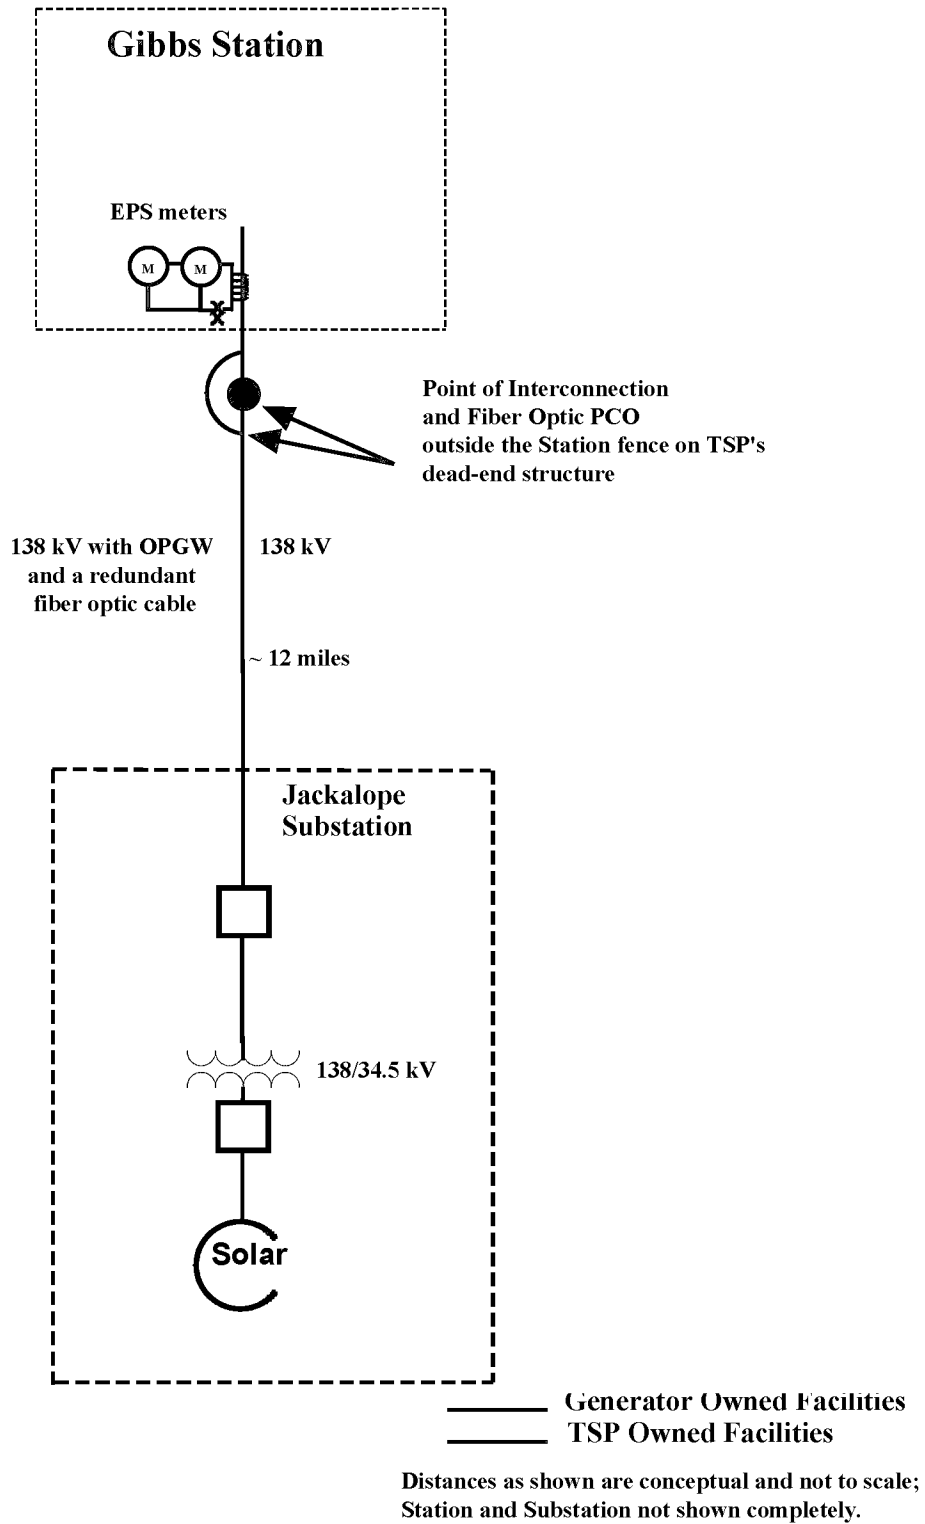 Gibbs Station
EPS meters
M M
Point of Interconnection
and Fiber Optic PCO
outside the Station fence on TSP's
dead-end structure
138 kV with OPGW
and a redundant
fiber optic cable
138 kV
~ 12 miles
Jackalope
Substation
138/34.5 kV
Solar
Generator Owned Facilities
TSP Owned Facilities
Distances as shown are conceptual and not to scale;
Station and Substation not shown completely.